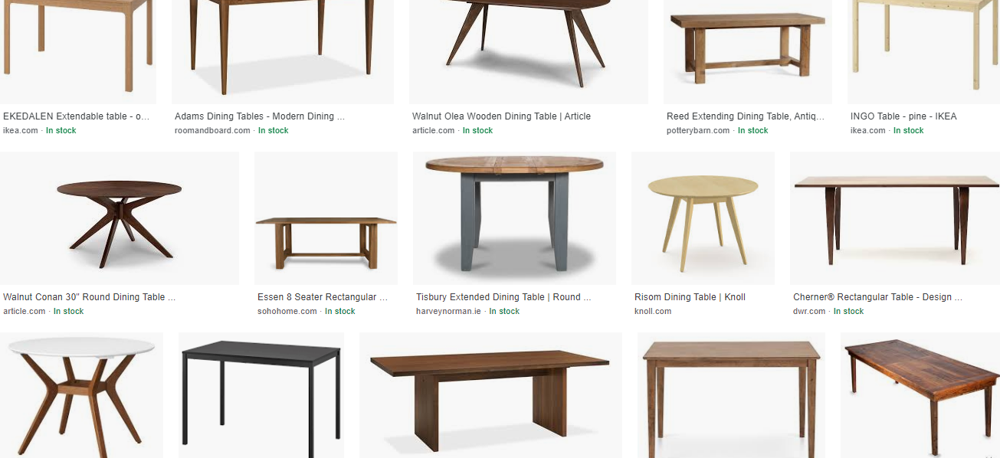 EKEDALEN Extendable table - o...
ikea.com · In stock
Adams Dining Tables - Modern Dining ...
roomandboard.com · In stock
Walnut Olea Wooden Dining Table | Article
article.com · In stock
Reed Extending Dining Table, Antiq...
potterybarn.com · In stock
INGO Table - pine - IKEA
ikea.com · In stock
Walnut Conan 30" Round Dining Table ...
article.com · In stock
Essen 8 Seater Rectangular ...
sohohome.com · In stock
Tisbury Extended Dining Table | Round ...
harveynorman.ie · In stock
Risom Dining Table | Knoll
knoll.com
Cherner® Rectangular Table - Design ...
dwr.com · In stock